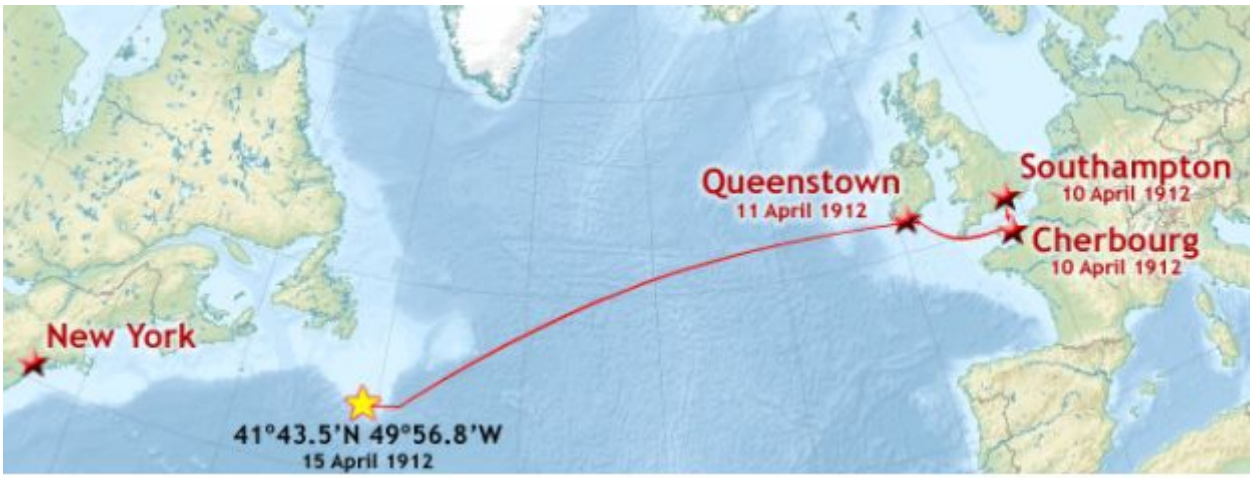 Southampton
10 April 1912
Queenstown
11 April 1912
Cherbourg
10 April 1912
New York
41°43.5'N 49°56.8'W
15 April 1912